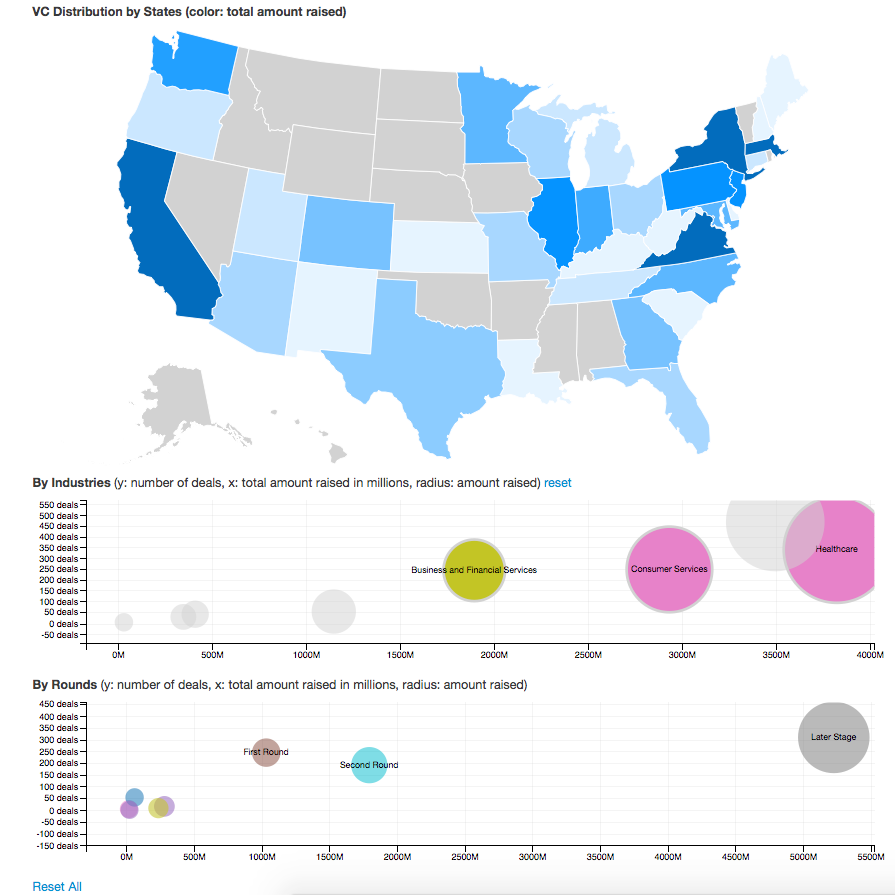 VC Distribution by States (color: total amount raised)
By Industries (y: number of deals, x: total amount raised in millions, radius: amount raised) reset
550 deals
500 deals
450 deals
400 deals
350 deals
300 deals
250 deals
200 deals
150 deals
100 deals
50 deals
0 deals
-50 deals
Healthcare
Business and Financial Services
Consumer Services
0M 500M 1000M 1500M 2000M 2500M 3000M 3500M 4000M
By Rounds (y: number of deals, x: total amount raised in millions, radius: amount raised)
450 deals
400 deals
350 deals
300 deals
250 deals
200 deals
150 deals
100 deals
50 deals
0 deals
-50 deals
-100 deals
-150 deals
Later Stage
First Round
Second Round
0M 500M 1000M 1500M 2000M 2500M 3000M 3500M 4000M 4500M 5000M 5500M
Reset All